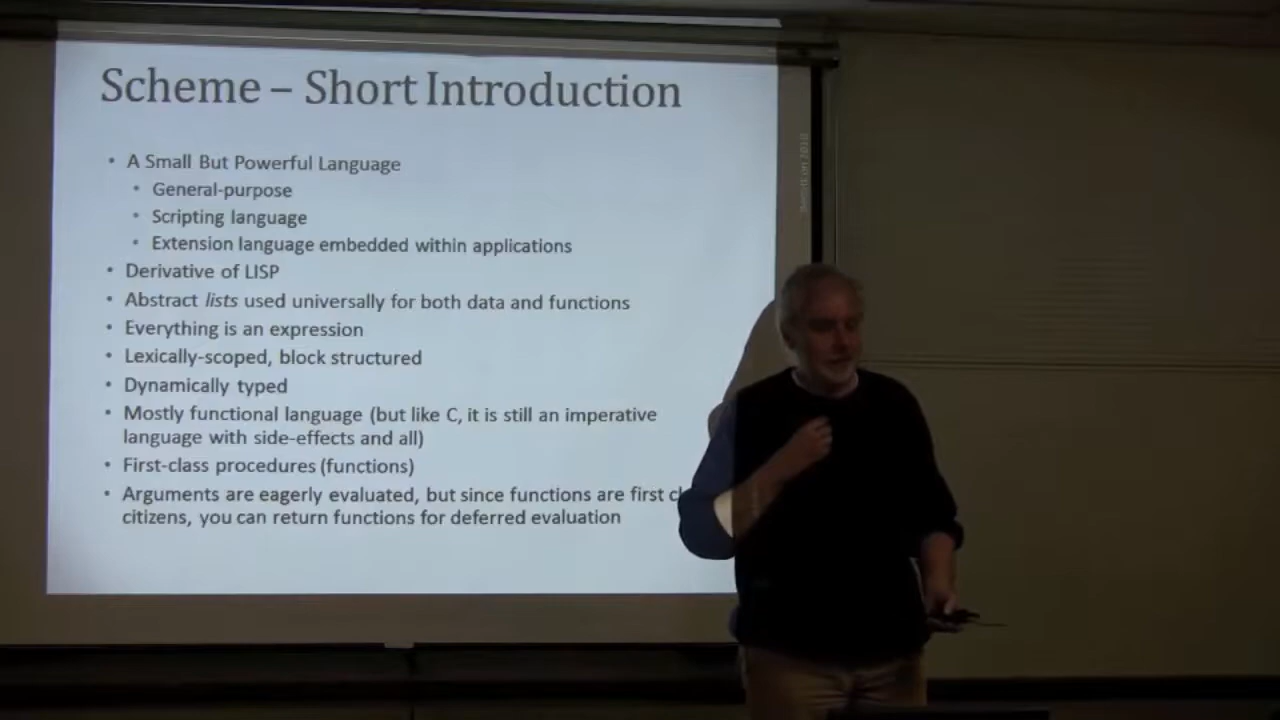 Scheme – Short Introduction
• A Small But Powerful Language
• General-purpose
• Scripting language
• Extension language embedded within applications
• Derivative of LISP
• Abstract lists used universally for both data and functions
• Everything is an expression
• Lexically-scoped, block structured
• Dynamically typed
• Mostly functional language (but like C, it is still an imperative
language with side-effects and all)
• First-class procedures (functions)
• Arguments are eagerly evaluated, but since functions are first
citizens, you can return functions for deferred evaluation